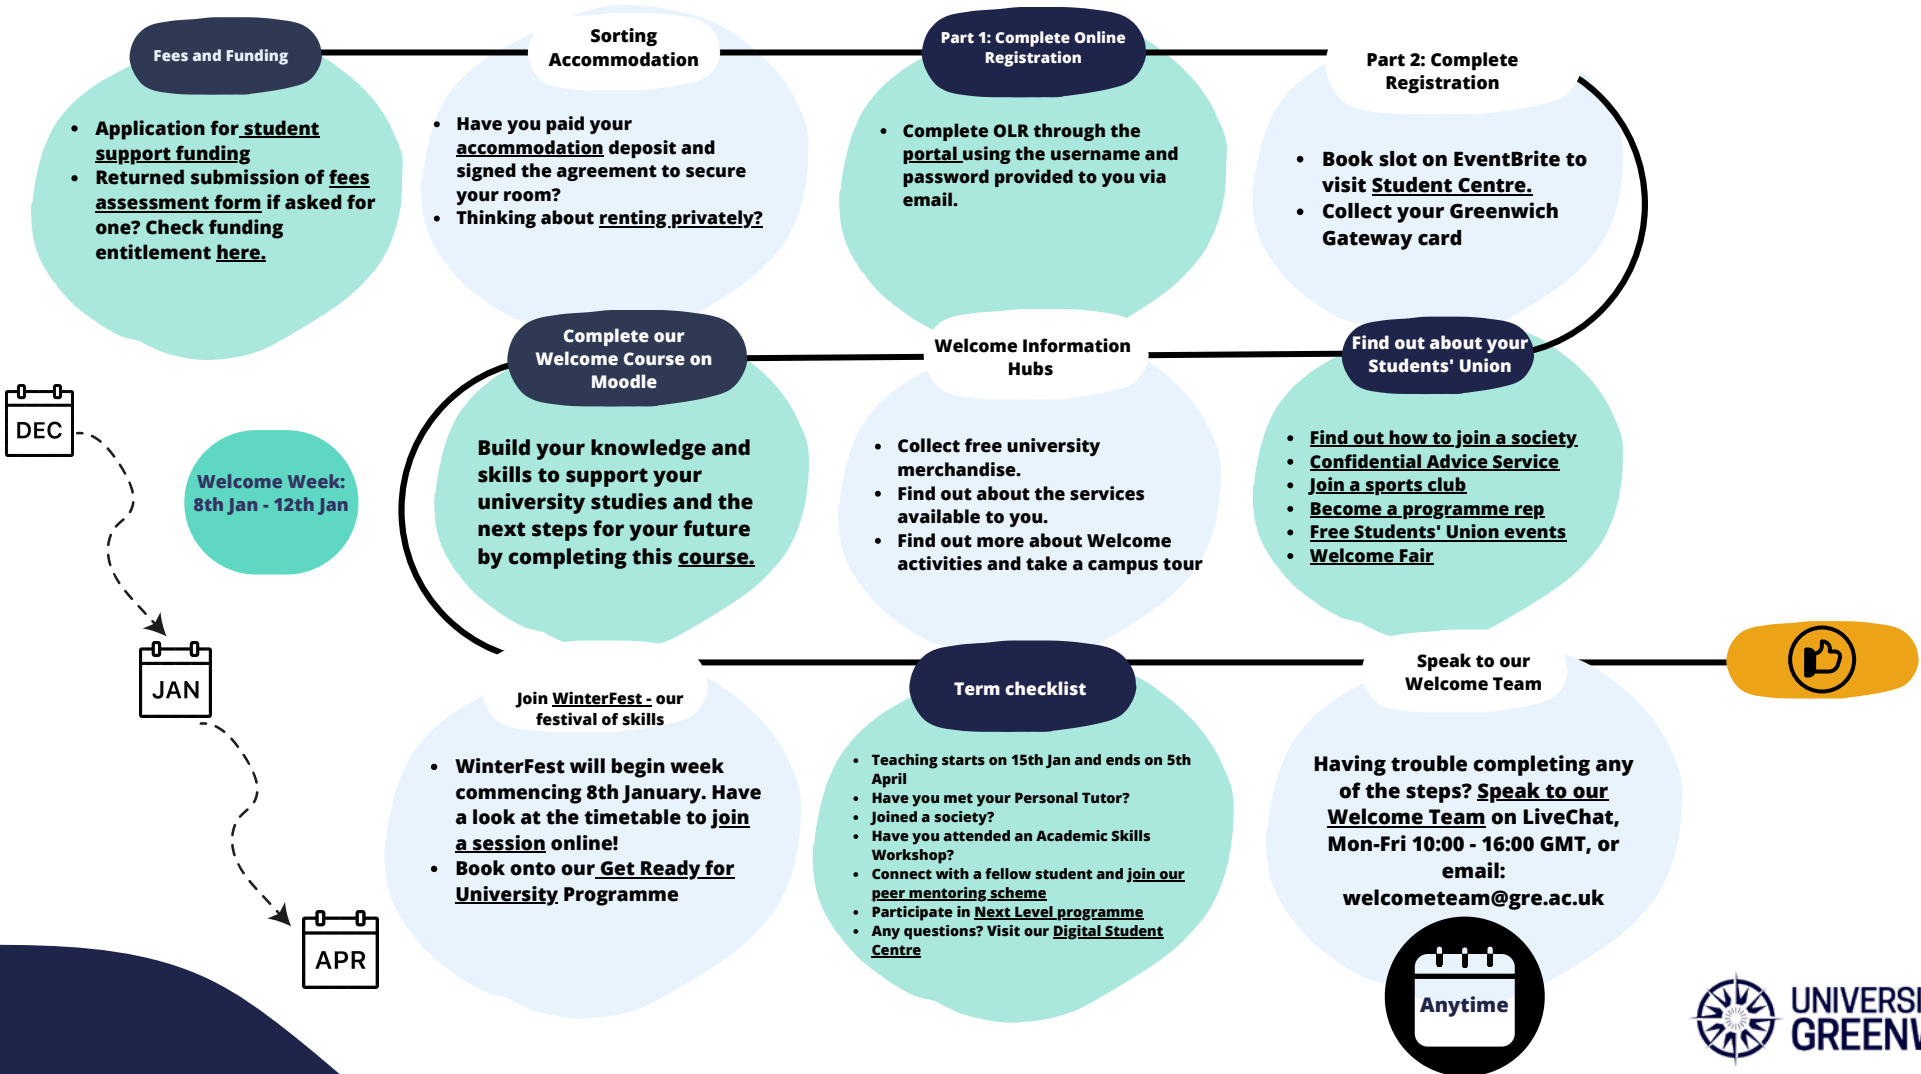 Fees and Funding
• Application for student
support funding
• Returned submission of fees
assessment form if asked for
one? Check funding
entitlement here.
Sorting
Accommodation
• Have you paid your
accommodation deposit and
signed the agreement to secure
your room?
• Thinking about renting privately?
Part 1: Complete Online
Registration
• Complete OLR through the
portal using the username and
password provided to you via
email.
Part 2: Complete
Registration
• Book slot on EventBrite to
visit Student Centre.
• Collect your Greenwich
Gateway card
Find out about your
Students' Union
• Find out how to join a society
• Confidential Advice Service
• Join a sports club
• Become a programme rep
• Free Students' Union events
• Welcome Fair
Welcome Information
Hubs
• Collect free university
merchandise.
• Find out about the services
available to you.
• Find out more about Welcome
activities and take a campus tour
Complete our
Welcome Course on
Moodle
Build your knowledge and
skills to support your
university studies and the
next steps for your future
by completing this course.
DEC
Welcome Week:
8th Jan - 12th Jan
JAN
APR
Join WinterFest - our
festival of skills
• WinterFest will begin week
commencing 8th January. Have
a look at the timetable to join
a session online!
• Book onto our Get Ready for
University Programme
Term checklist
• Teaching starts on 15th Jan and ends on 5th
April
• Have you met your Personal Tutor?
• Joined a society?
• Have you attended an Academic Skills
Workshop?
• Connect with a fellow student and join our
peer mentoring scheme
• Participate in Next Level programme
• Any questions? Visit our Digital Student
Centre
Speak to our
Welcome Team
Having trouble completing any
of the steps? Speak to our
Welcome Team on LiveChat,
Mon-Fri 10:00 - 16:00 GMT, or
email:
welcometeam@gre.ac.uk
Anytime